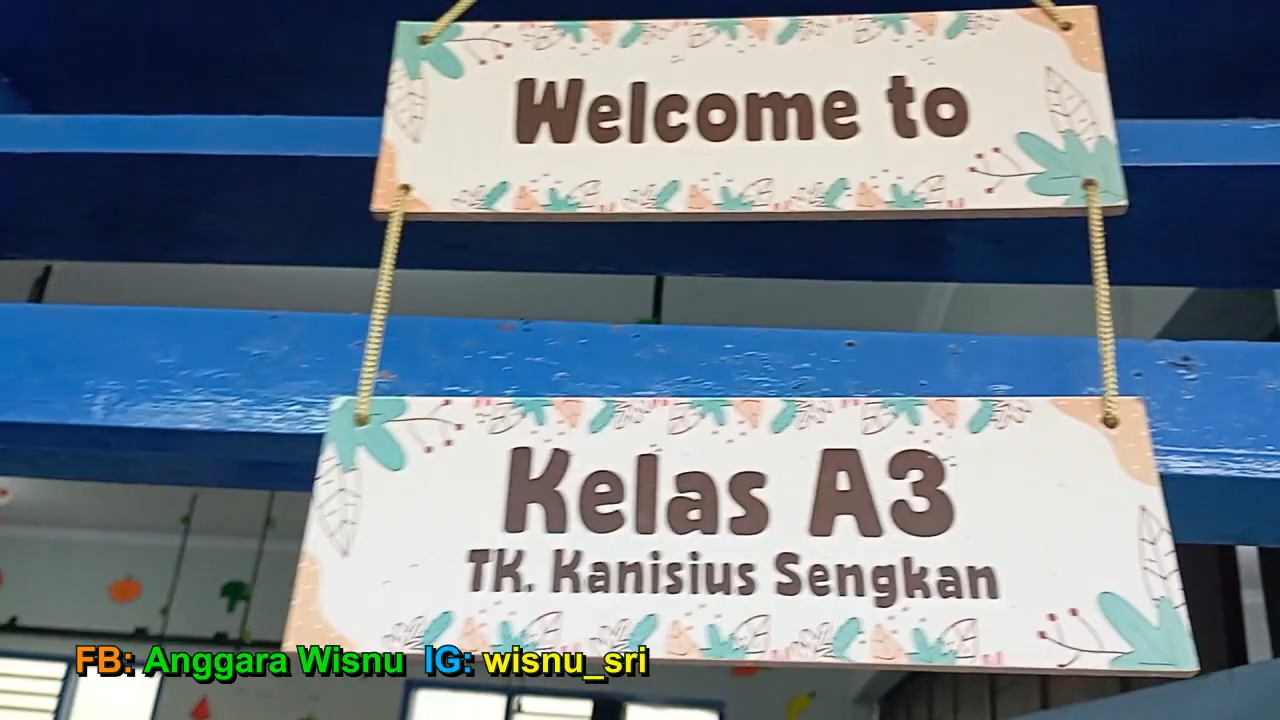 Welcome to
Kelas A3
TK. Kanisius Sengkan
FB: Anggara Wisnu IG: wisnu_sri